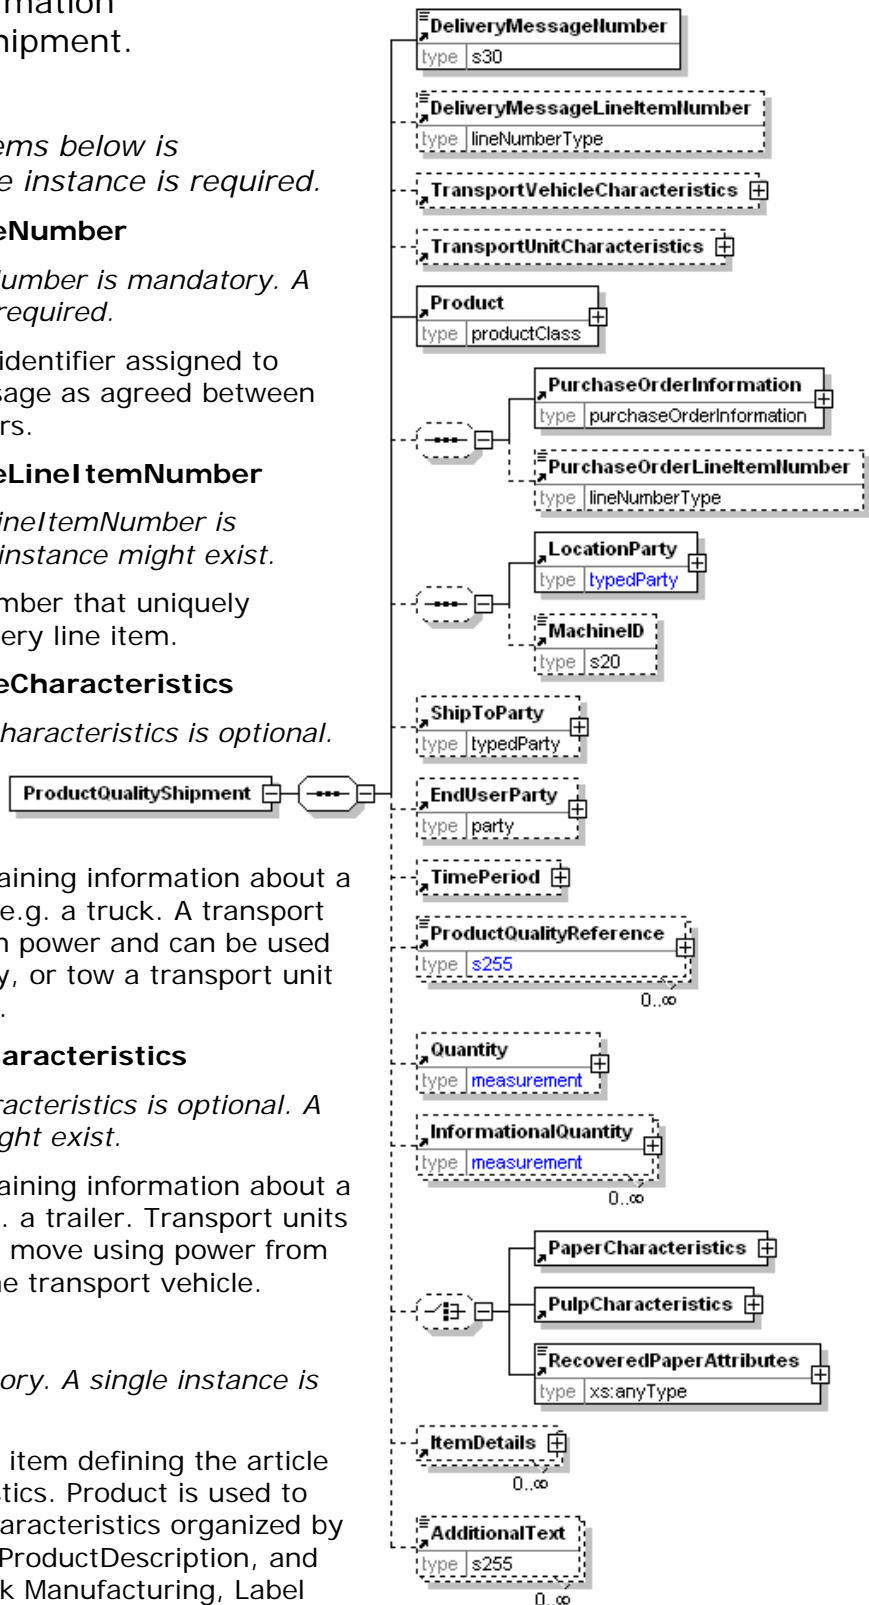 rmation
hipment.
ems below is
e instance is required.
eNumber
lumber is mandatory. A
required.
identifier assigned to
sage as agreed between
rs.
eLineItemNumber
ineItemNumber is
instance might exist.
mber that uniquely
ery line item.
eCharacteristics
haracteristics is optional.
aining information about a
e.g. a truck. A transport
n power and can be used
y, or tow a transport unit
.
aracteristics
racteristics is optional. A
ght exist.
aining information about a
. a trailer. Transport units
move using power from
ne transport vehicle.
ory. A single instance is
item defining the article
stics. Product is used to
aracteristics organized by
ProductDescription, and
k Manufacturing, Label
ProductQualityShipment
DeliveryMessageNumber
type s30
DeliveryMessageLineItemNumber
type lineNumberType
TransportVehicleCharacteristics
TransportUnitCharacteristics
Product
type productClass
PurchaseOrderInformation
type purchaseOrderInformation
PurchaseOrderLineItemNumber
type lineNumberType
LocationParty
type typedParty
MachineID
type s20
ShipToParty
type typedParty
EndUserParty
type party
TimePeriod
ProductQualityReference
type s255
0..∞
Quantity
type measurement
InformationalQuantity
type measurement
0..∞
PaperCharacteristics
PulpCharacteristics
RecoveredPaperAttributes
type xs:anyType
ItemDetails
0..∞
AdditionalText
type s255
0..∞